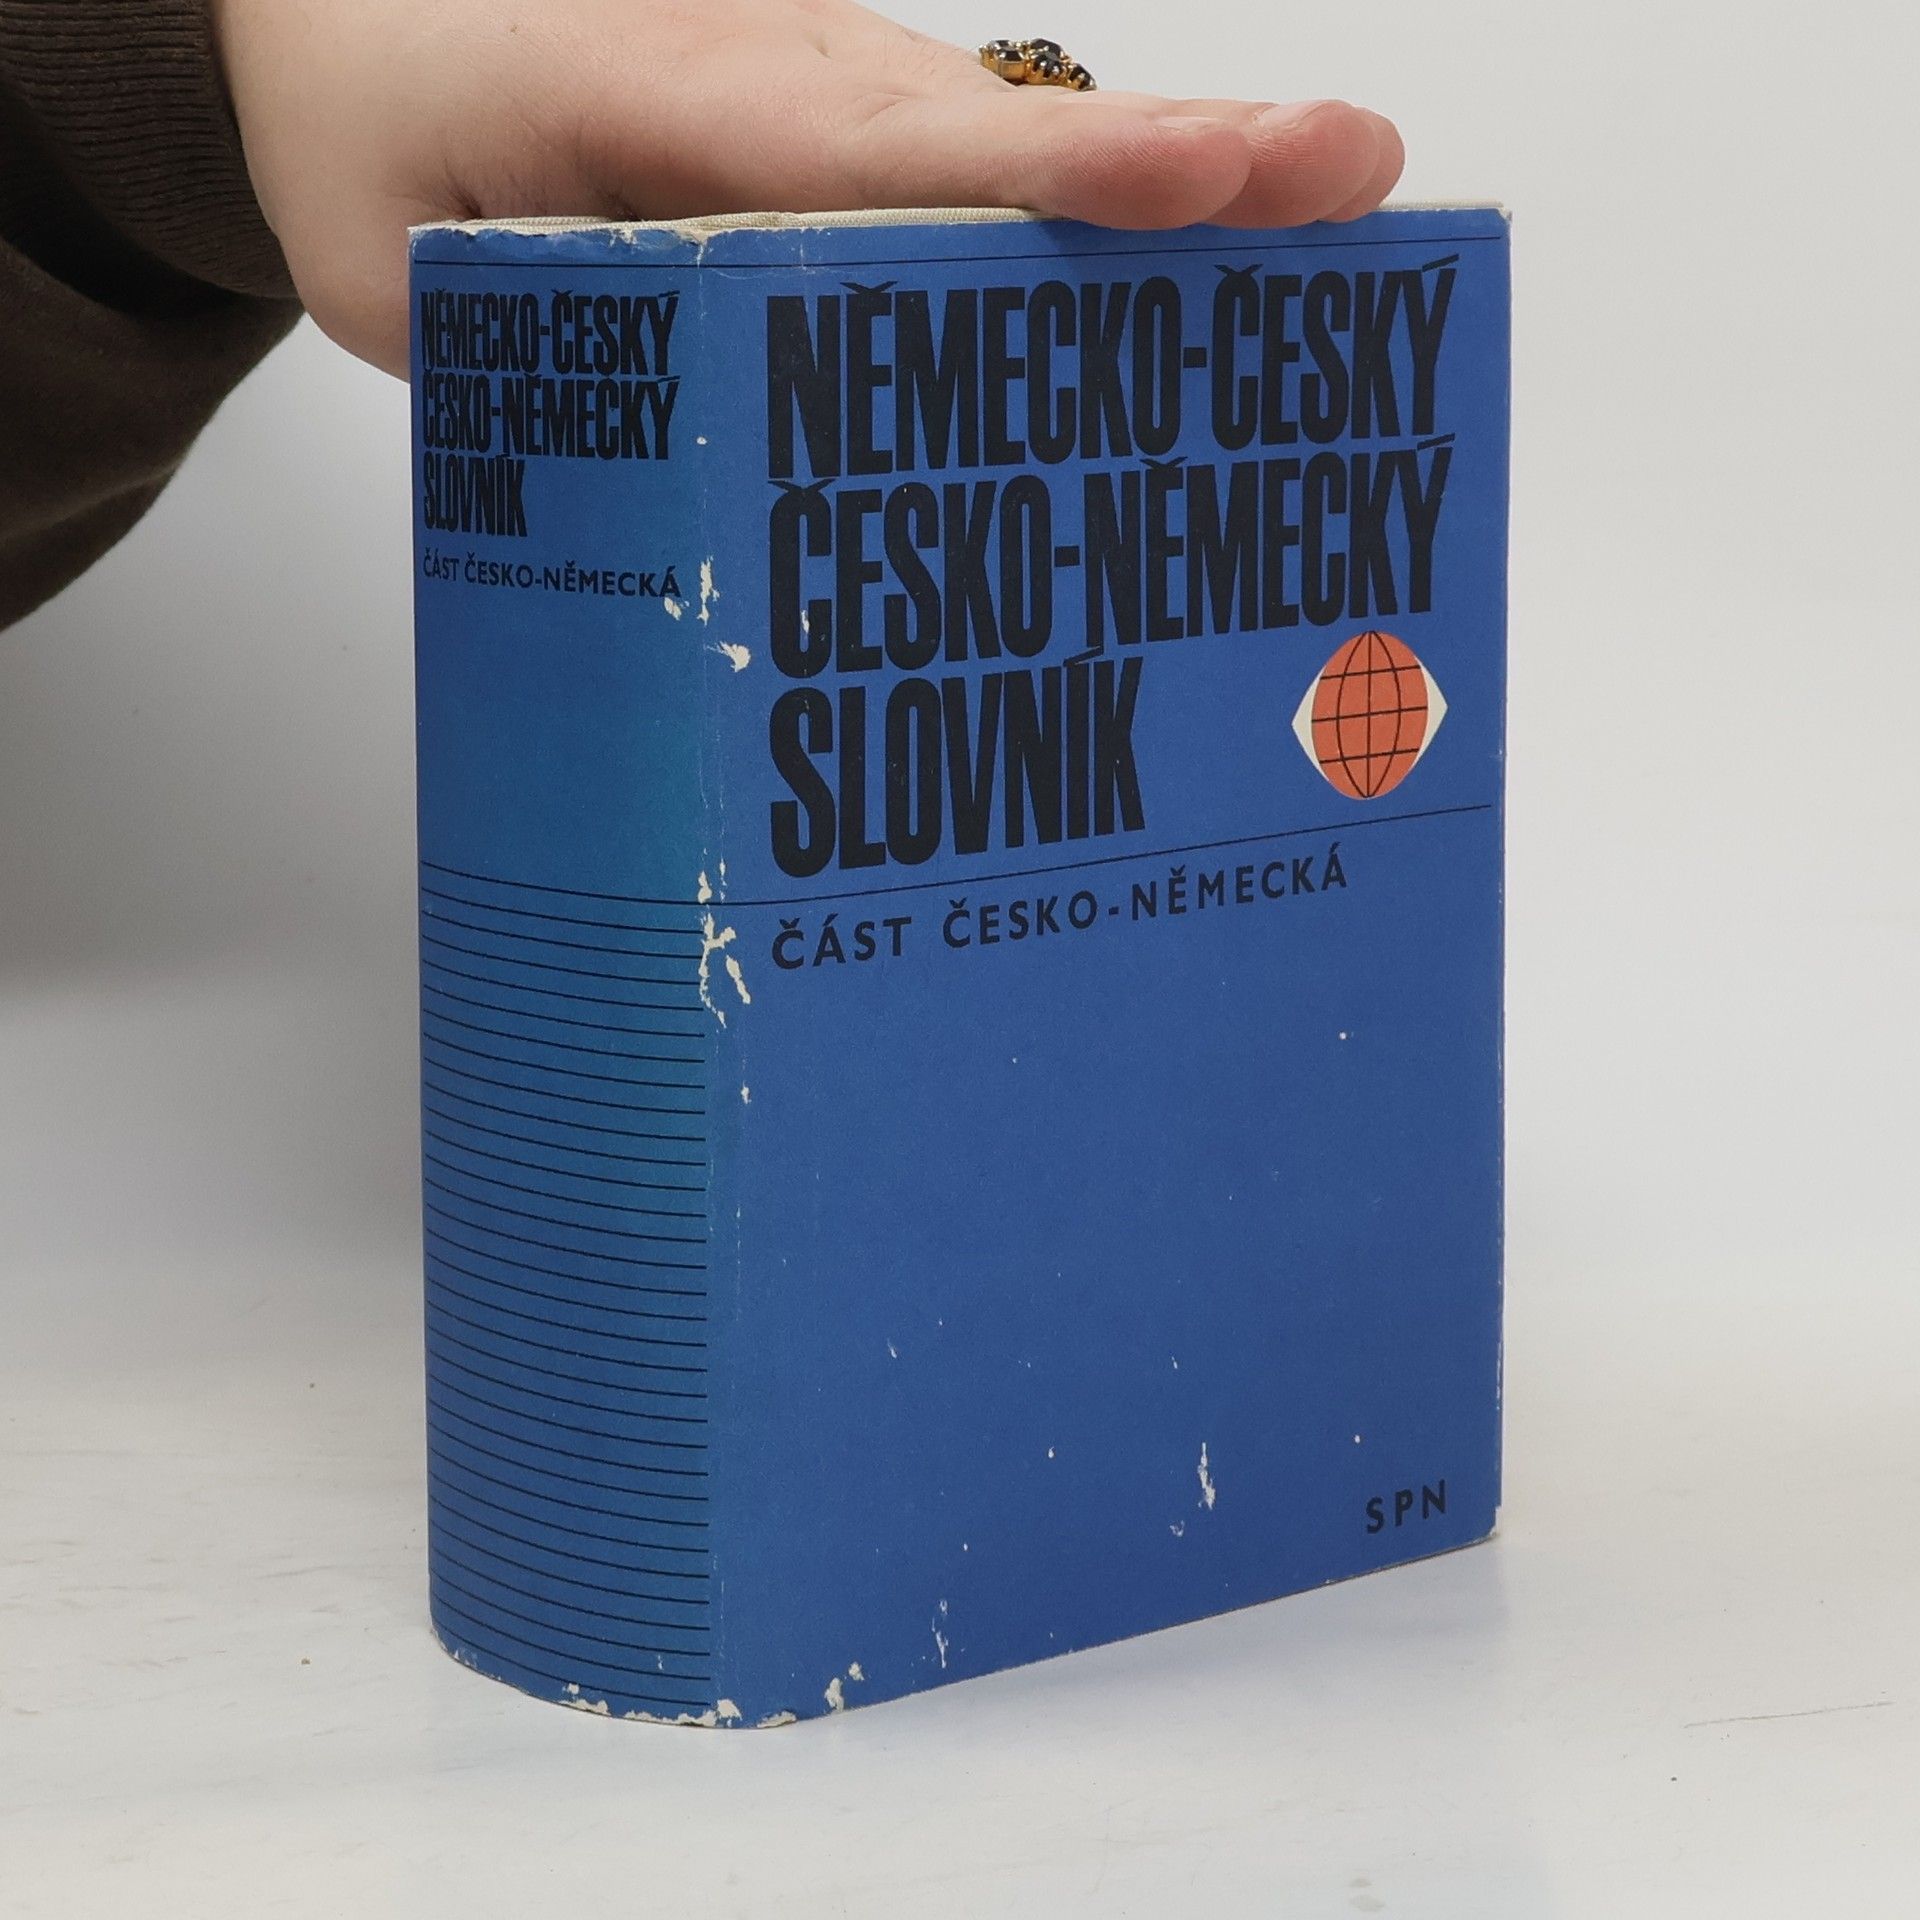 NĚMECKO-ČESKÝ
ČESKO-NĚMECKÝ
SLOVNÍK
ČÁST ČESKO-NĚMECKÁ
NĚMECKO-ČESKÝ
ČESKO-NĚMECKÝ
SLOVNÍK
ČÁST ČESKO-NĚMECKÁ
SPN